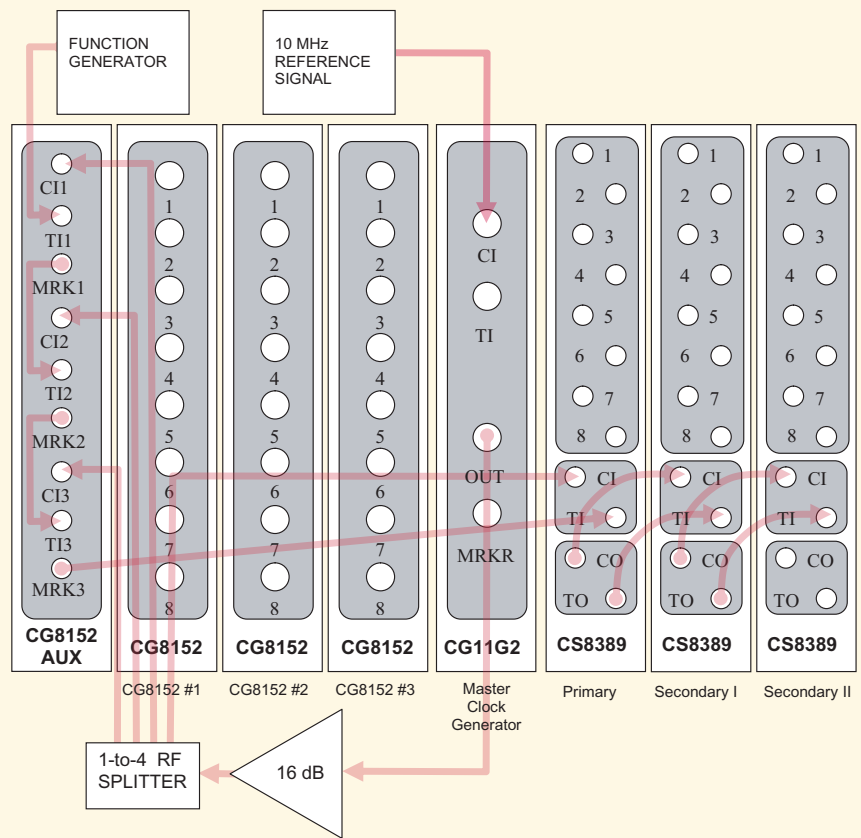 FUNCTION
GENERATOR
10 MHz
REFERENCE
SIGNAL
CI1
TI1
MRK1
CI2
TI2
MRK2
CI3
TI3
MRK3
CG8152
AUX
1
2
3
4
5
6
7
8
CG8152
CG8152 #1
1
2
3
4
5
6
7
8
CG8152
CG8152 #2
1
2
3
4
5
6
7
8
CG8152
CG8152 #3
CI
TI
OUT
MRKR
CG11G2
Master
Clock
Generator
1
2
3
4
5
6
7
8
CI
TI
CO
TO
CS8389
Primary
1
2
3
4
5
6
7
8
CI
TI
CO
TO
CS8389
Secondary I
1
2
3
4
5
6
7
8
CI
TI
CO
TO
CS8389
Secondary II
1-to-4 RF
SPLITTER
16 dB